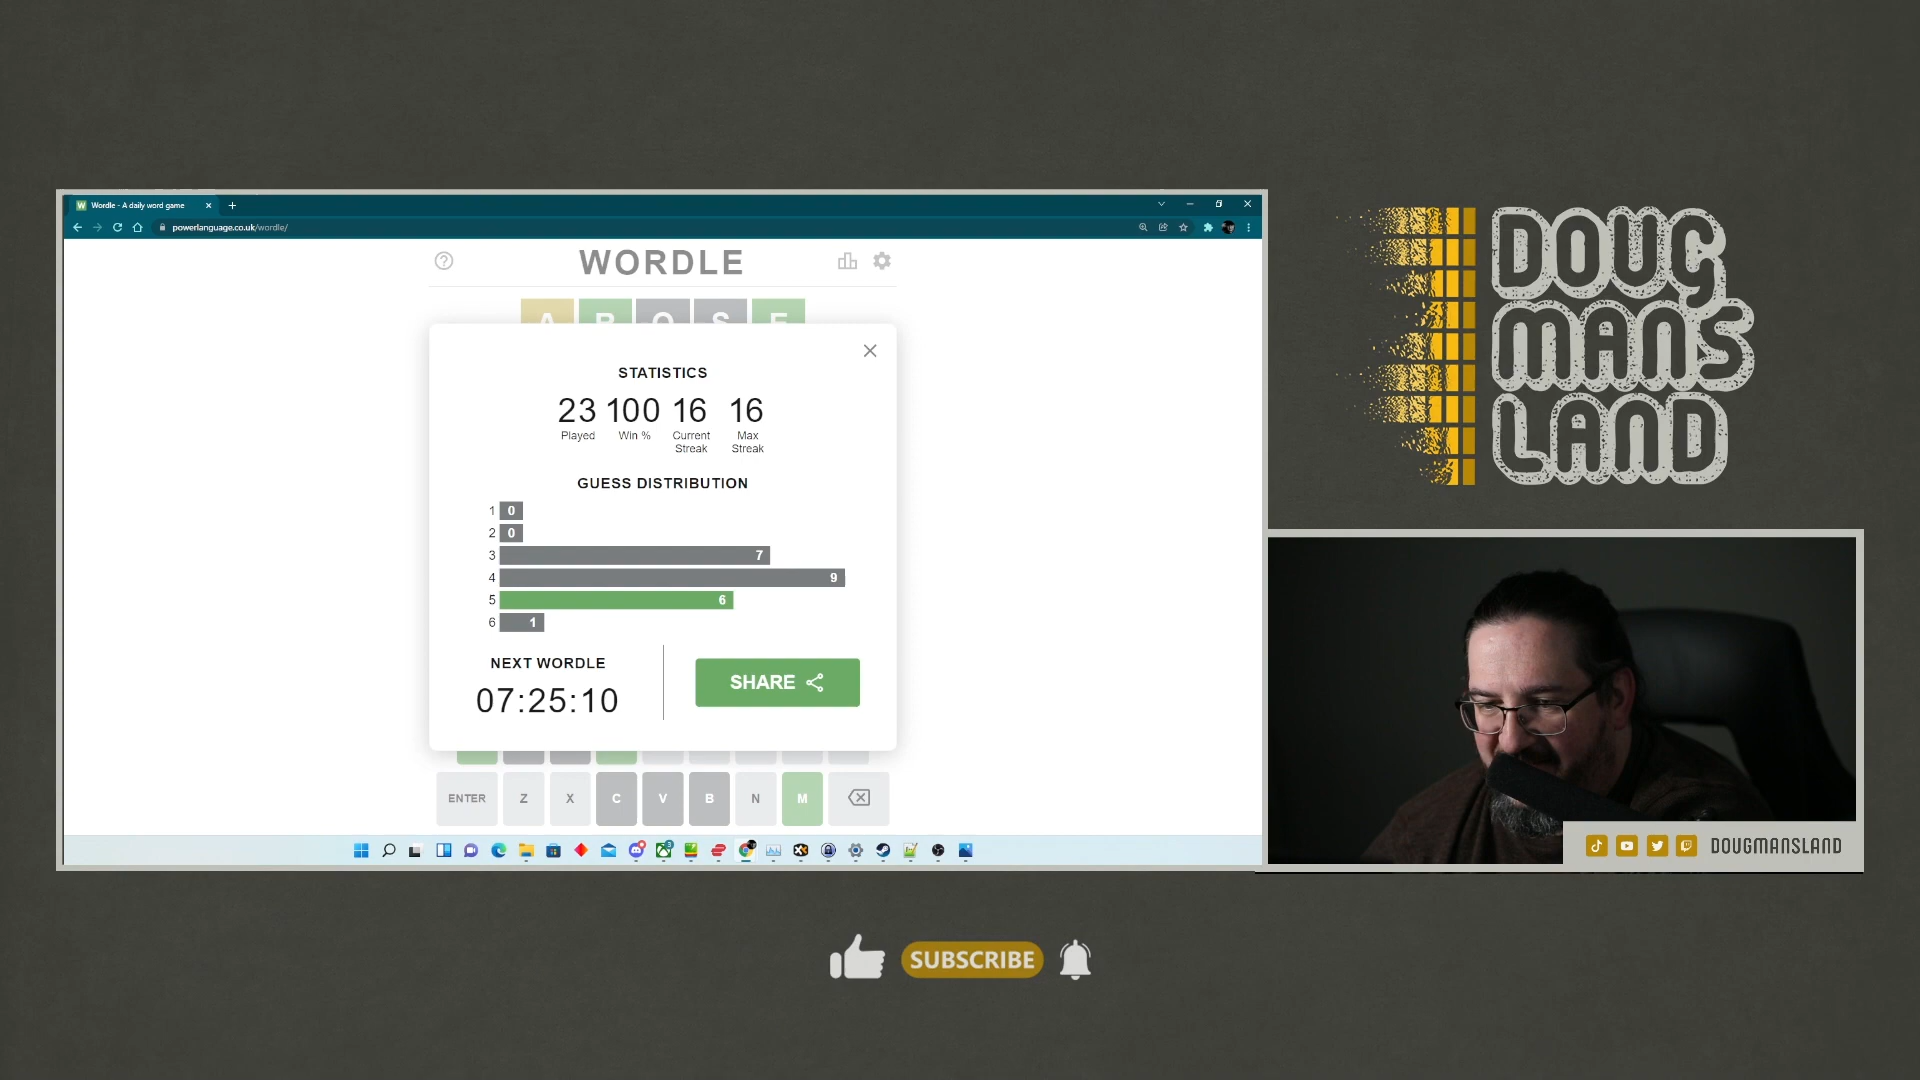 Wordle - A daily word game
powerlanguage.co.uk/wordle/
WORDLE
STATISTICS
23 100 16 16
Played Win % Current Streak Max Streak
GUESS DISTRIBUTION
1 0
2 0
3 7
4 9
5 6
6 1
NEXT WORDLE
07:25:10
SHARE
ENTER Z X C V B N M
DOUG
MANS
LAND
DOUGMANSLAND
SUBSCRIBE